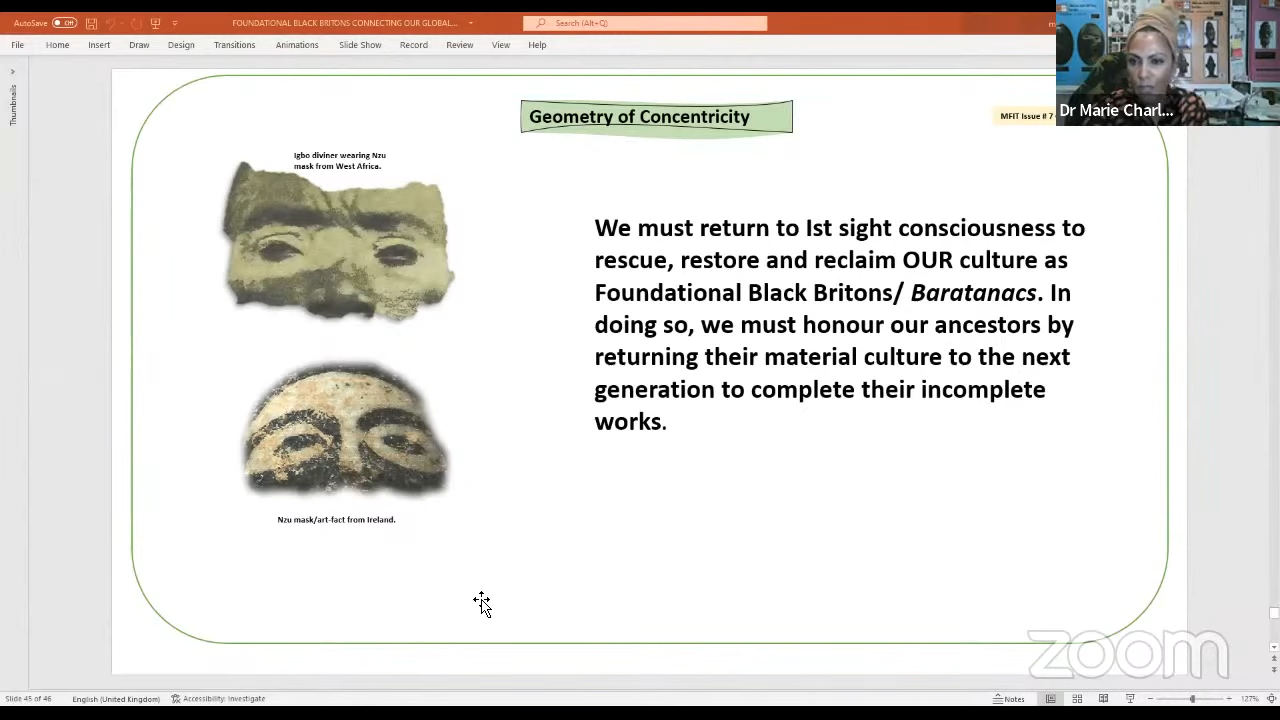 AutoSave Off
FOUNDATIONAL BLACK BRITONS CONNECTING OUR GLOBAL...
Search (Alt+Q)
File Home Insert Draw Design Transitions Animations Slide Show Record Review View Help
Dr Marie Charl...
Thumbnails
Geometry of Concentricity
MFIT Issue # 7
Igbo diviner wearing Nzu
mask from West Africa.
We must return to Ist sight consciousness to
rescue, restore and reclaim OUR culture as
Foundational Black Britons/ Baratanacs. In
doing so, we must honour our ancestors by
returning their material culture to the next
generation to complete their incomplete
works.
Nzu mask/art-fact from Ireland.
zoom
Slide 45 of 46 English (United Kingdom) Accessibility: Investigate Notes 127%